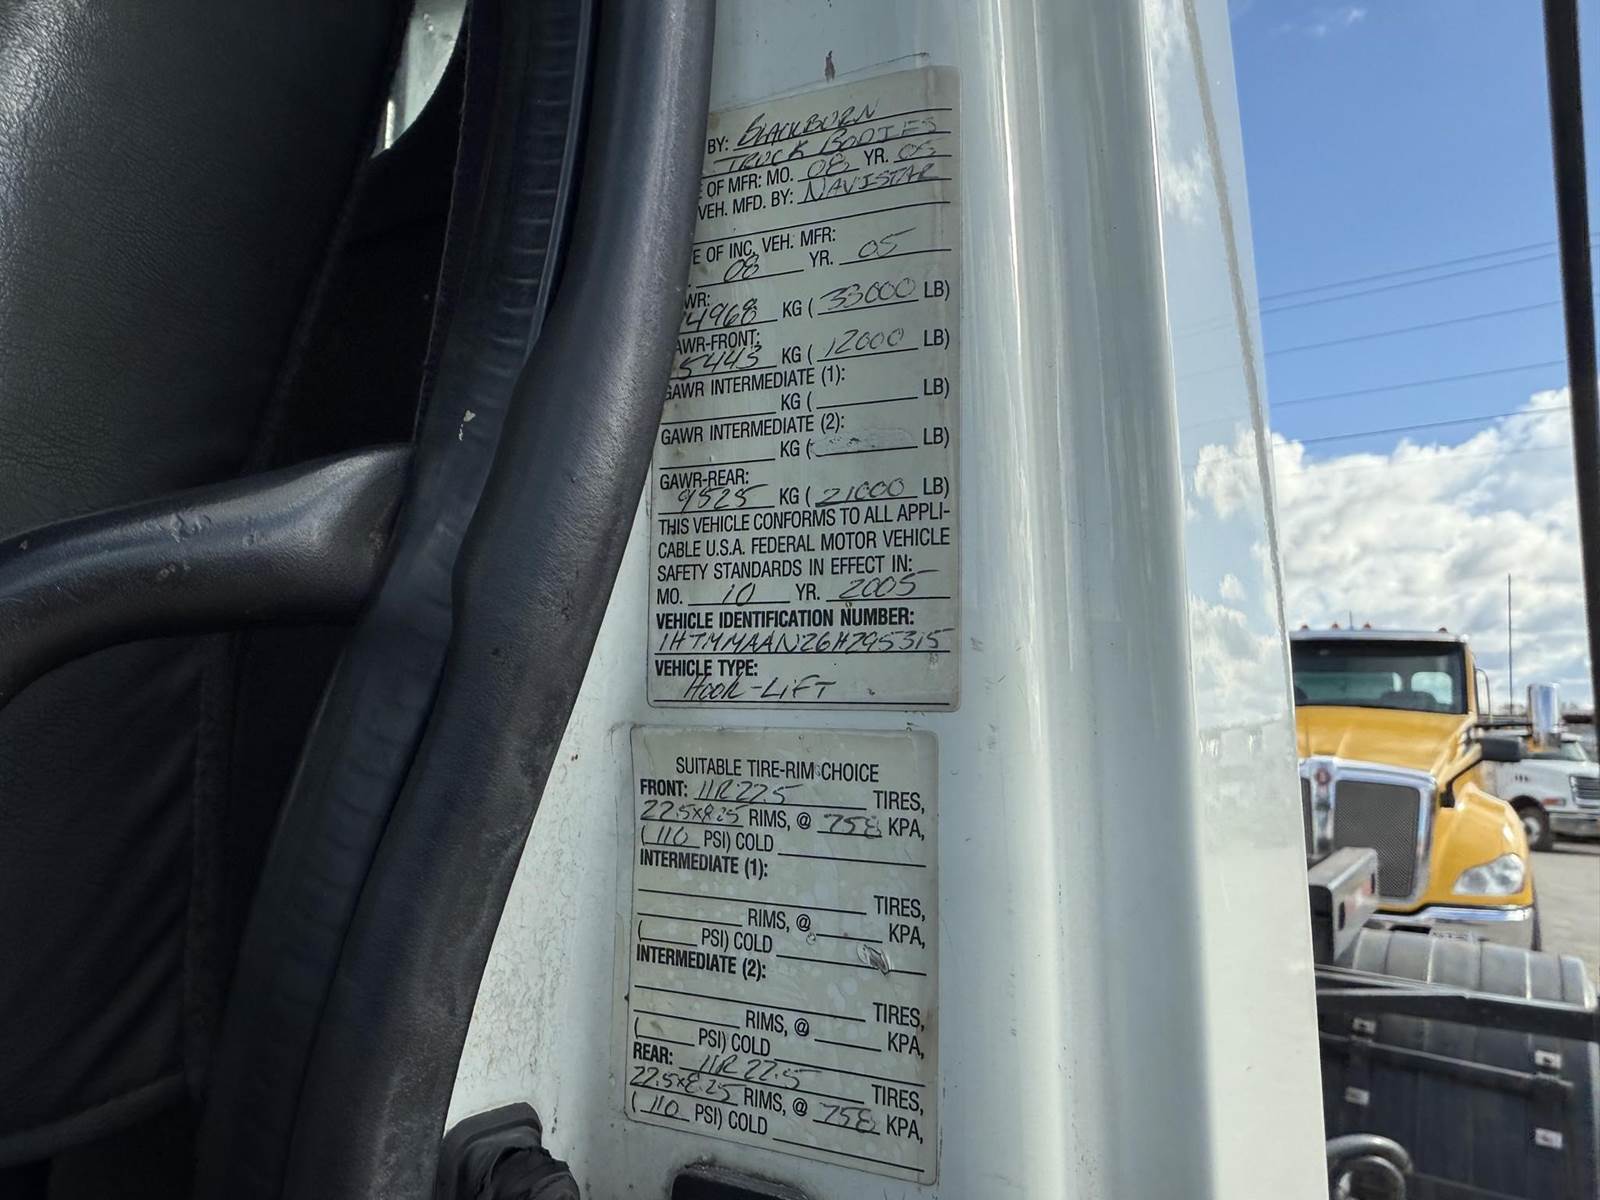 BY: BLACKBURN
TRUCK BODIES
E OF MFR: MO. 08 YR. 06
VEH. MFD. BY: NAVISTAR
E OF INC. VEH. MFR:
08 YR. 05
WR:
14968 KG ( 33000 LB)
AWR-FRONT:
5443 KG ( 12000 LB)
GAWR INTERMEDIATE (1):
KG ( LB)
GAWR INTERMEDIATE (2):
KG ( LB)
GAWR-REAR:
9525 KG ( 21000 LB)
THIS VEHICLE CONFORMS TO ALL APPLI-
CABLE U.S.A. FEDERAL MOTOR VEHICLE
SAFETY STANDARDS IN EFFECT IN:
MO. 10 YR. 2005
VEHICLE IDENTIFICATION NUMBER:
1HTMMAAN26H295315
VEHICLE TYPE:
HOOK-LIFT
SUITABLE TIRE-RIM CHOICE
FRONT: 11R22.5 TIRES,
22.5x8.25 RIMS, @ 758 KPA,
( 110 PSI) COLD
INTERMEDIATE (1):
TIRES,
RIMS, @ KPA,
( PSI) COLD
INTERMEDIATE (2):
TIRES,
RIMS, @ KPA,
( PSI) COLD
REAR: 11R22.5 TIRES,
22.5x8.25 RIMS, @ 758 KPA,
( 110 PSI) COLD